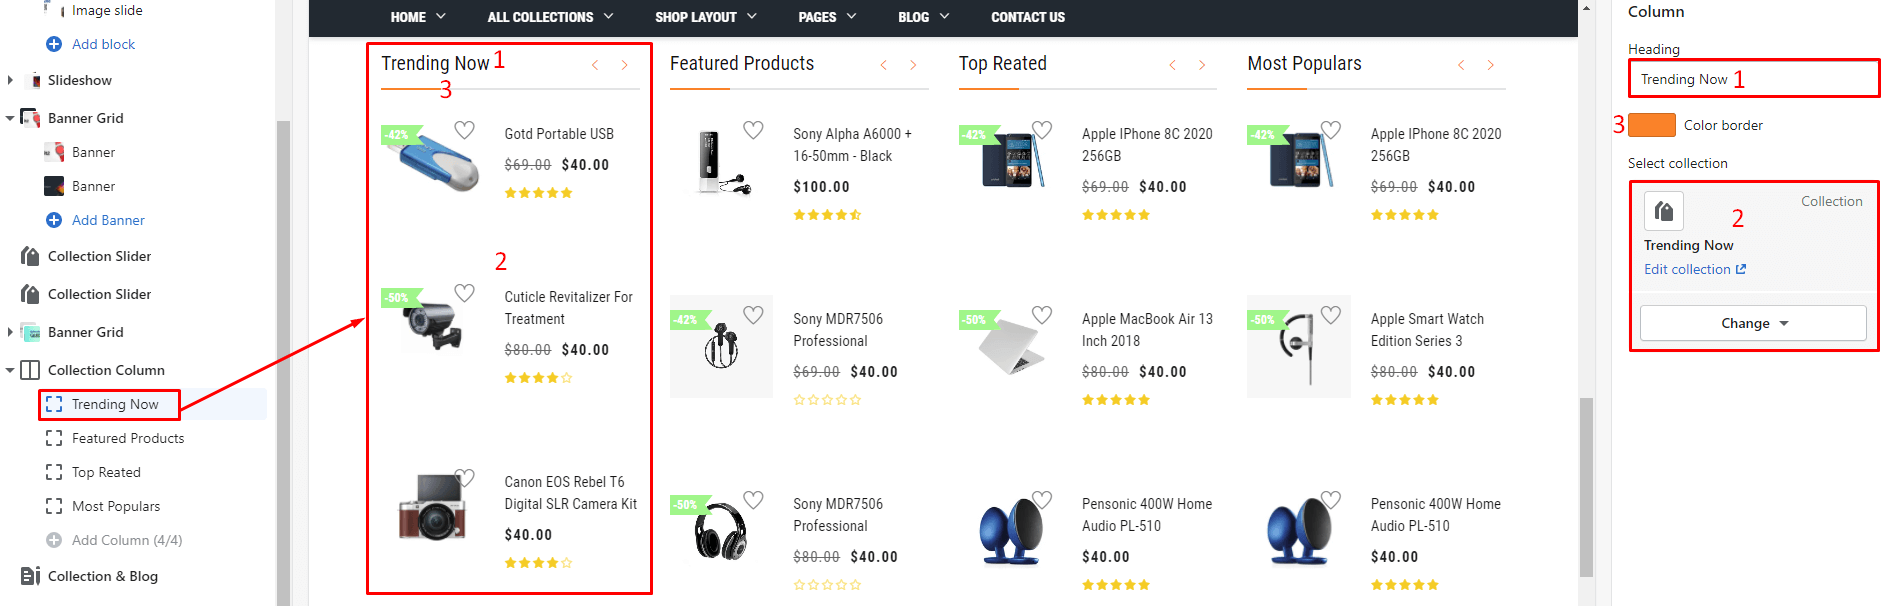 Image slide
Add block
Slideshow
Banner Grid
Banner
Banner
Add Banner
Collection Slider
Collection Slider
Banner Grid
Collection Column
Trending Now
Featured Products
Top Reated
Most Populars
Add Column (4/4)
Collection & Blog
HOME ALL COLLECTIONS SHOP LAYOUT PAGES BLOG CONTACT US
Trending Now 1
3
-42%
Gotd Portable USB
$69.00 $40.00
2
-50%
Cuticle Revitalizer For
Treatment
$80.00 $40.00
Canon EOS Rebel T6
Digital SLR Camera Kit
$40.00
Featured Products
Sony Alpha A6000 +
16-50mm - Black
$100.00
-42%
Sony MDR7506
Professional
$69.00 $40.00
-50%
Sony MDR7506
Professional
$80.00 $40.00
Top Reated
-42%
Apple IPhone 8C 2020
256GB
$69.00 $40.00
-50%
Apple MacBook Air 13
Inch 2018
$80.00 $40.00
Pensonic 400W Home
Audio PL-510
$40.00
Most Populars
-42%
Apple IPhone 8C 2020
256GB
$69.00 $40.00
-50%
Apple Smart Watch
Edition Series 3
$80.00 $40.00
Pensonic 400W Home
Audio PL-510
$40.00
Column
Heading
Trending Now 1
3 Color border
Select collection
Collection
2
Trending Now
Edit collection
Change